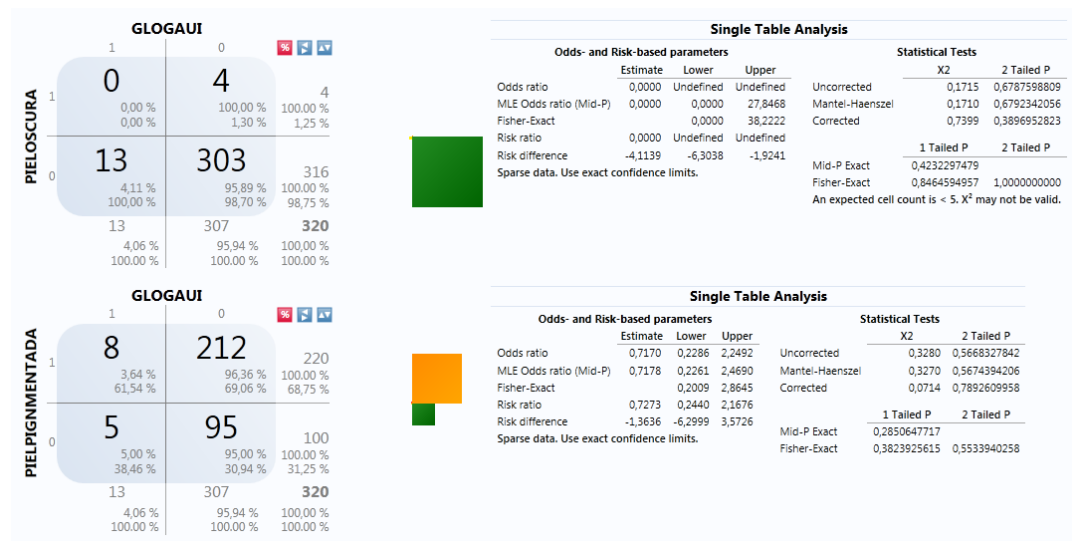 GLOGAUI
1 0 %
PIELOSCURA
1 0 4 4
0,00 % 100,00 % 100.00 %
0,00 % 1,30 % 1,25 %
0 13 303 316
4,11 % 95,89 % 100.00 %
100,00 % 98,70 % 98,75 %
13 307 320
4,06 % 95,94 % 100,00 %
100.00 % 100.00 % 100.00 %
Single Table Analysis
Odds- and Risk-based parameters
Estimate Lower Upper
Odds ratio 0,0000 Undefined Undefined
MLE Odds ratio (Mid-P) 0,0000 0,0000 27,8468
Fisher-Exact 0,0000 38,2222
Risk ratio 0,0000 Undefined Undefined
Risk difference -4,1139 -6,3038 -1,9241
Sparse data. Use exact confidence limits.
Statistical Tests
X2 2 Tailed P
Uncorrected 0,1715 0,6787598809
Mantel-Haenszel 0,1710 0,6792342056
Corrected 0,7399 0,3896952823
1 Tailed P 2 Tailed P
Mid-P Exact 0,4232297479
Fisher-Exact 0,8464594957 1,0000000000
An expected cell count is < 5. X² may not be valid.
GLOGAUI
1 0 %
PIELPIGNMENTADA
1 8 212 220
3,64 % 96,36 % 100.00 %
61,54 % 69,06 % 68,75 %
0 5 95 100
5,00 % 95,00 % 100.00 %
38,46 % 30,94 % 31,25 %
13 307 320
4,06 % 95,94 % 100,00 %
100.00 % 100.00 % 100.00 %
Single Table Analysis
Odds- and Risk-based parameters
Estimate Lower Upper
Odds ratio 0,7170 0,2286 2,2492
MLE Odds ratio (Mid-P) 0,7178 0,2261 2,4690
Fisher-Exact 0,2009 2,8645
Risk ratio 0,7273 0,2440 2,1676
Risk difference -1,3636 -6,2999 3,5726
Sparse data. Use exact confidence limits.
Statistical Tests
X2 2 Tailed P
Uncorrected 0,3280 0,5668327842
Mantel-Haenszel 0,3270 0,5674394206
Corrected 0,0714 0,7892609958
1 Tailed P 2 Tailed P
Mid-P Exact 0,2850647717
Fisher-Exact 0,3823925615 0,5533940258